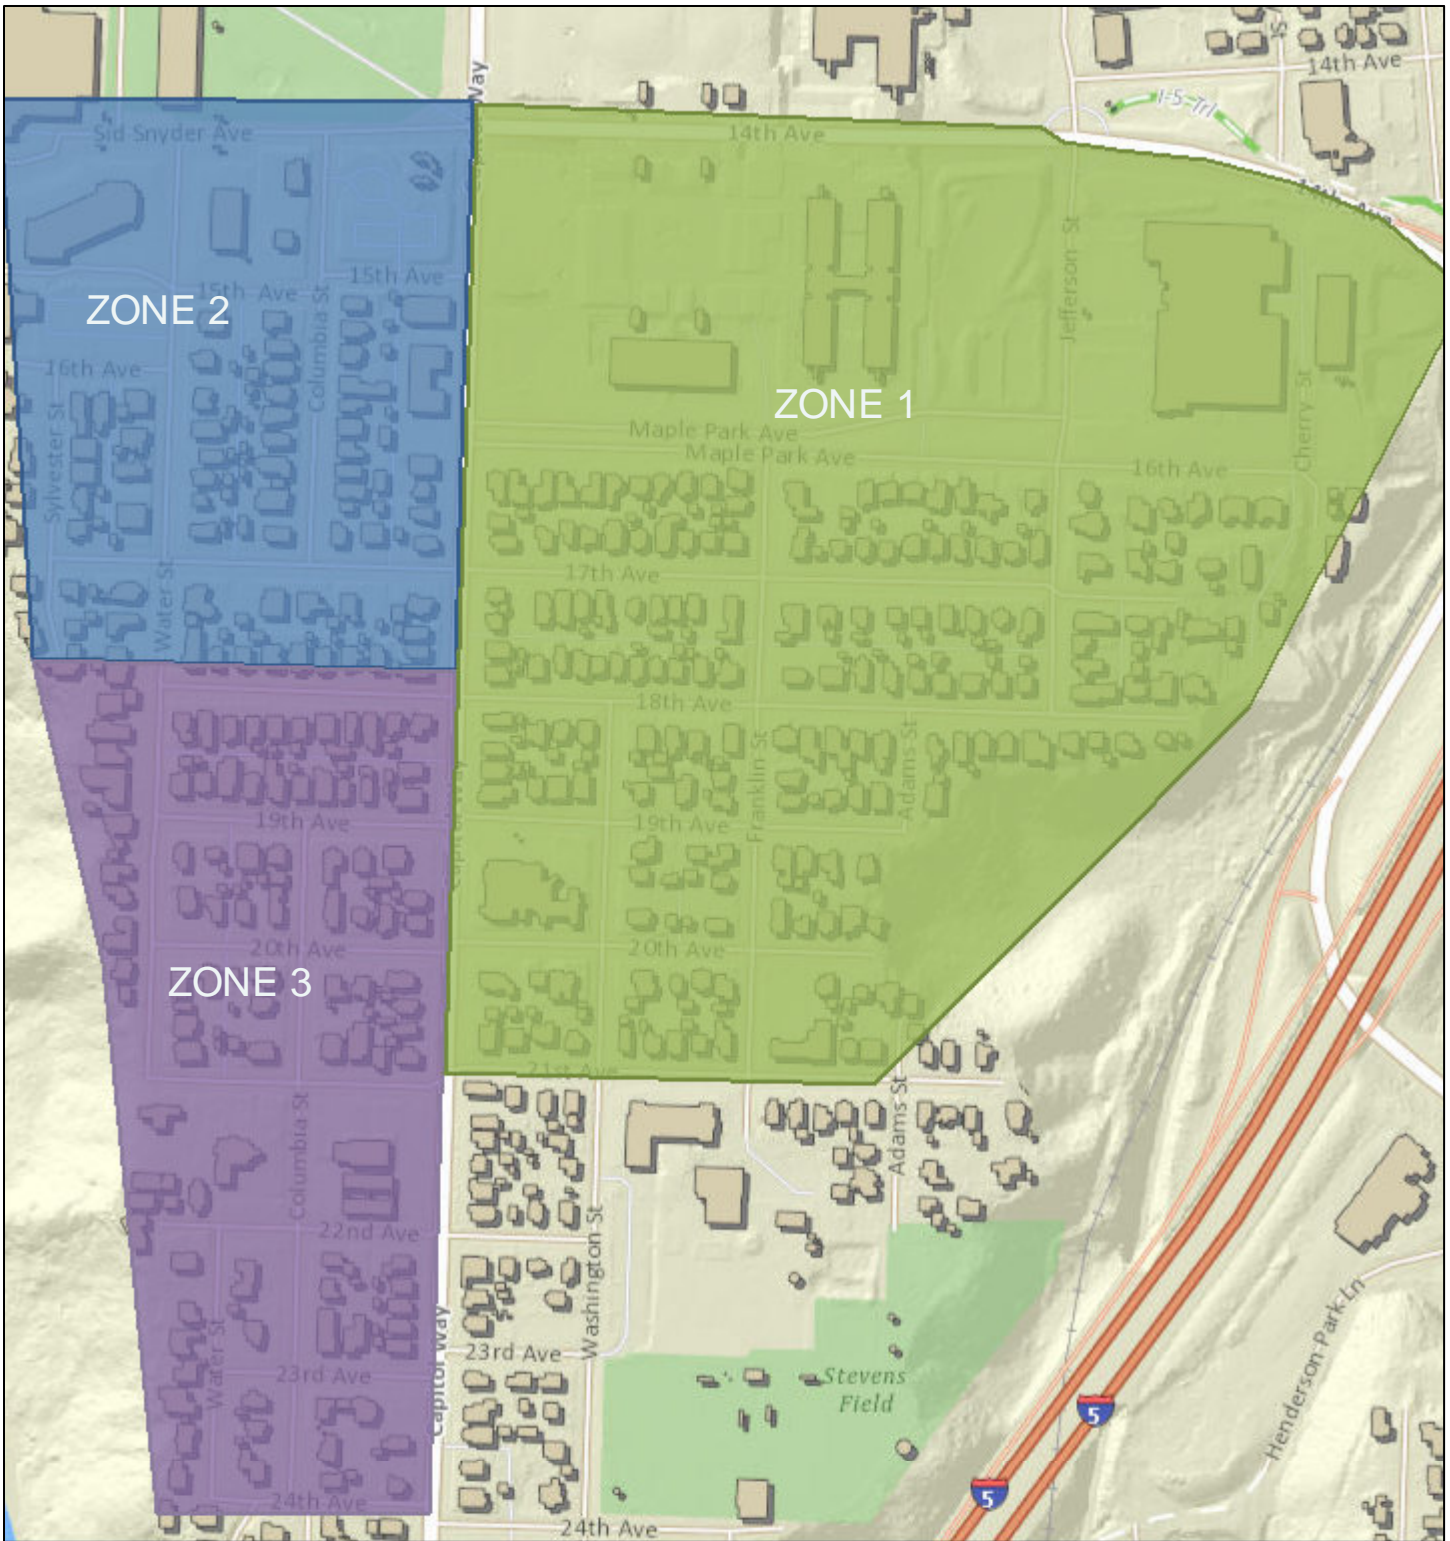 14th Ave
I-5-Trl
Way
Sid Snyder Ave
14th Ave
Jefferson St
15th Ave
15th Ave
ZONE 2
Columbia St
16th Ave
Sylvester St
ZONE 1
Maple Park Ave
Maple Park Ave
16th Ave
Cherry St
17th Ave
Water St
18th Ave
Franklin St
Adams St
19th Ave
19th Ave
20th Ave
20th Ave
ZONE 3
21st Ave
Adams St
Columbia St
22nd Ave
Washington St
Water St
Capitol Way
23rd Ave
23rd Ave
Stevens
Field
Henderson Park Ln
5
5
24th Ave
24th Ave